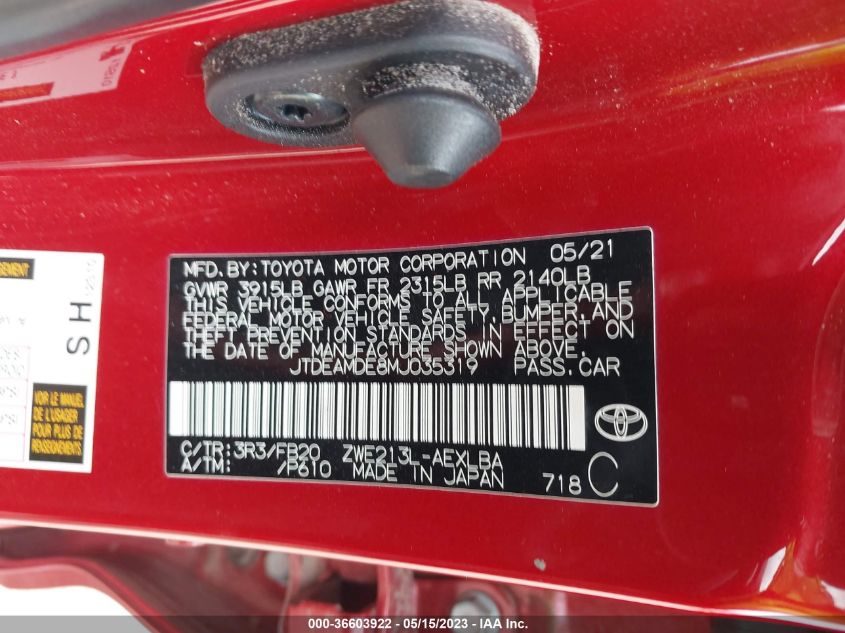 MFD. BY: TOYOTA MOTOR CORPORATION 05/21
GVWR 3915LB GAWR FR 2315LB RR 2140LB
THIS VEHICLE CONFORMS TO ALL APPLICABLE
FEDERAL MOTOR VEHICLE SAFETY, BUMPER, AND
THEFT PREVENTION STANDARDS IN EFFECT ON
THE DATE OF MANUFACTURE SHOWN ABOVE.
JTDEAMDE8MJ035319 PASS. CAR
C/TR: 3R3/FB20 ZWE213L-AEXLBA
A/TM: /P610 MADE IN JAPAN 718 C
SH
VOIR LE MANUEL
DE L'USAGER
POUR PLUS DE
RENSEIGNEMENTS
000-36603922 - 05/15/2023 - IAA Inc.